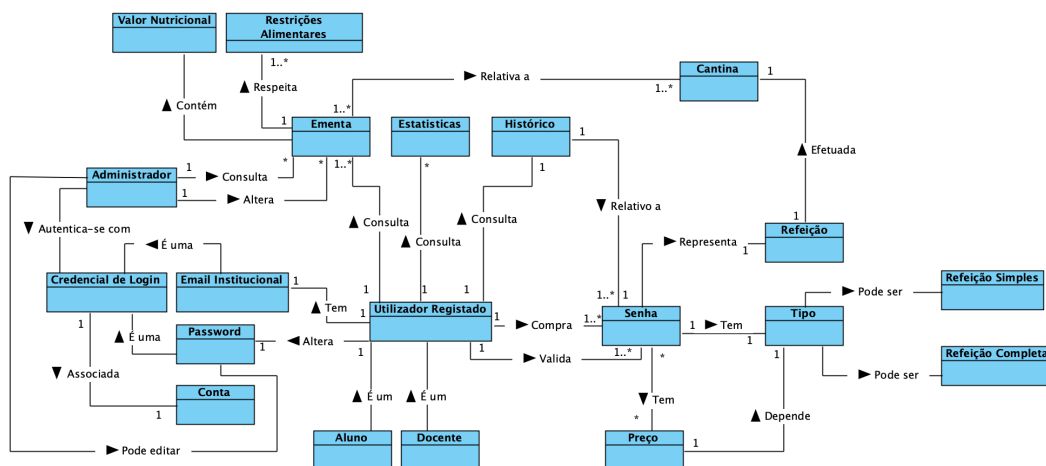 Valor Nutricional
Restrições
Alimentares
1..*
▶ Relativa a
Cantina
1
1..*
▲ Contém
▲ Respeita
1..*
1
Ementa
Estatisticas
Histórico
1
▲ Efetuada
*
*
1..*
*
1
Administrador
1
▶ Consulta
1
▶ Altera
▲ Consulta
▲ Consulta
▲ Consulta
▼ Relativo a
▼ Autentica-se com
◀ É uma
1
Refeição
▶ Representa
1
Credencial de Login
Email Institucional
1
▲ Tem
1
1
1
1
Utilizador Registado
1
▶ Compra
1..*
1..*
1
Senha
1
▶ Tem
1
Tipo
▶ Pode ser
Refeição Simples
1
▲ É uma
Password
1
◀ Altera
1
1
▶ Valida
1..*
*
1
▶ Pode ser
Refeição Completa
▼ Associada
Conta
1
▲ É um
▲ É um
▼ Tem
*
▲ Depende
▶ Pode editar
Aluno
Docente
Preço
1